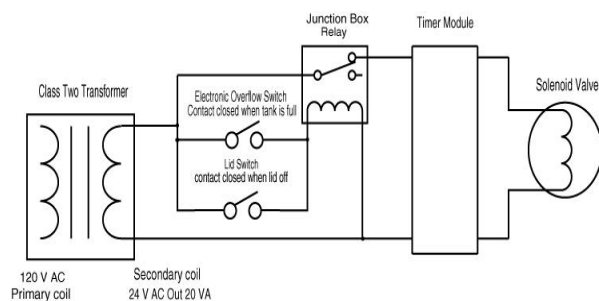 Junction Box
Relay
Timer Module
Class Two Transformer
Electronic Overflow Switch
Contact closed when tank is full
Solenoid Valve
Lid Switch
contact closed when lid off
120 V AC
Primary coil
Secondary coil
24 V AC Out 20 VA